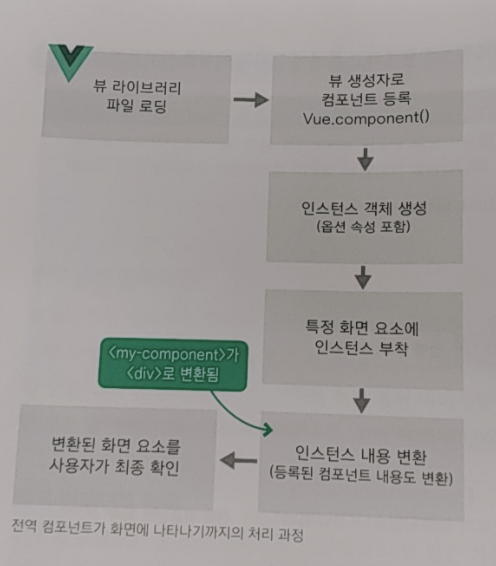 뷰 라이브러리
파일 로딩
뷰 생성자로
컴포넌트 등록
Vue.component()
인스턴스 객체 생성
(옵션 속성 포함)
특정 화면 요소에
인스턴스 부착
<my-component>가
<div>로 변환됨
인스턴스 내용 변환
(등록된 컴포넌트 내용도 변환)
변환된 화면 요소를
사용자가 최종 확인
전역 컴포넌트가 화면에 나타나기까지의 처리 과정